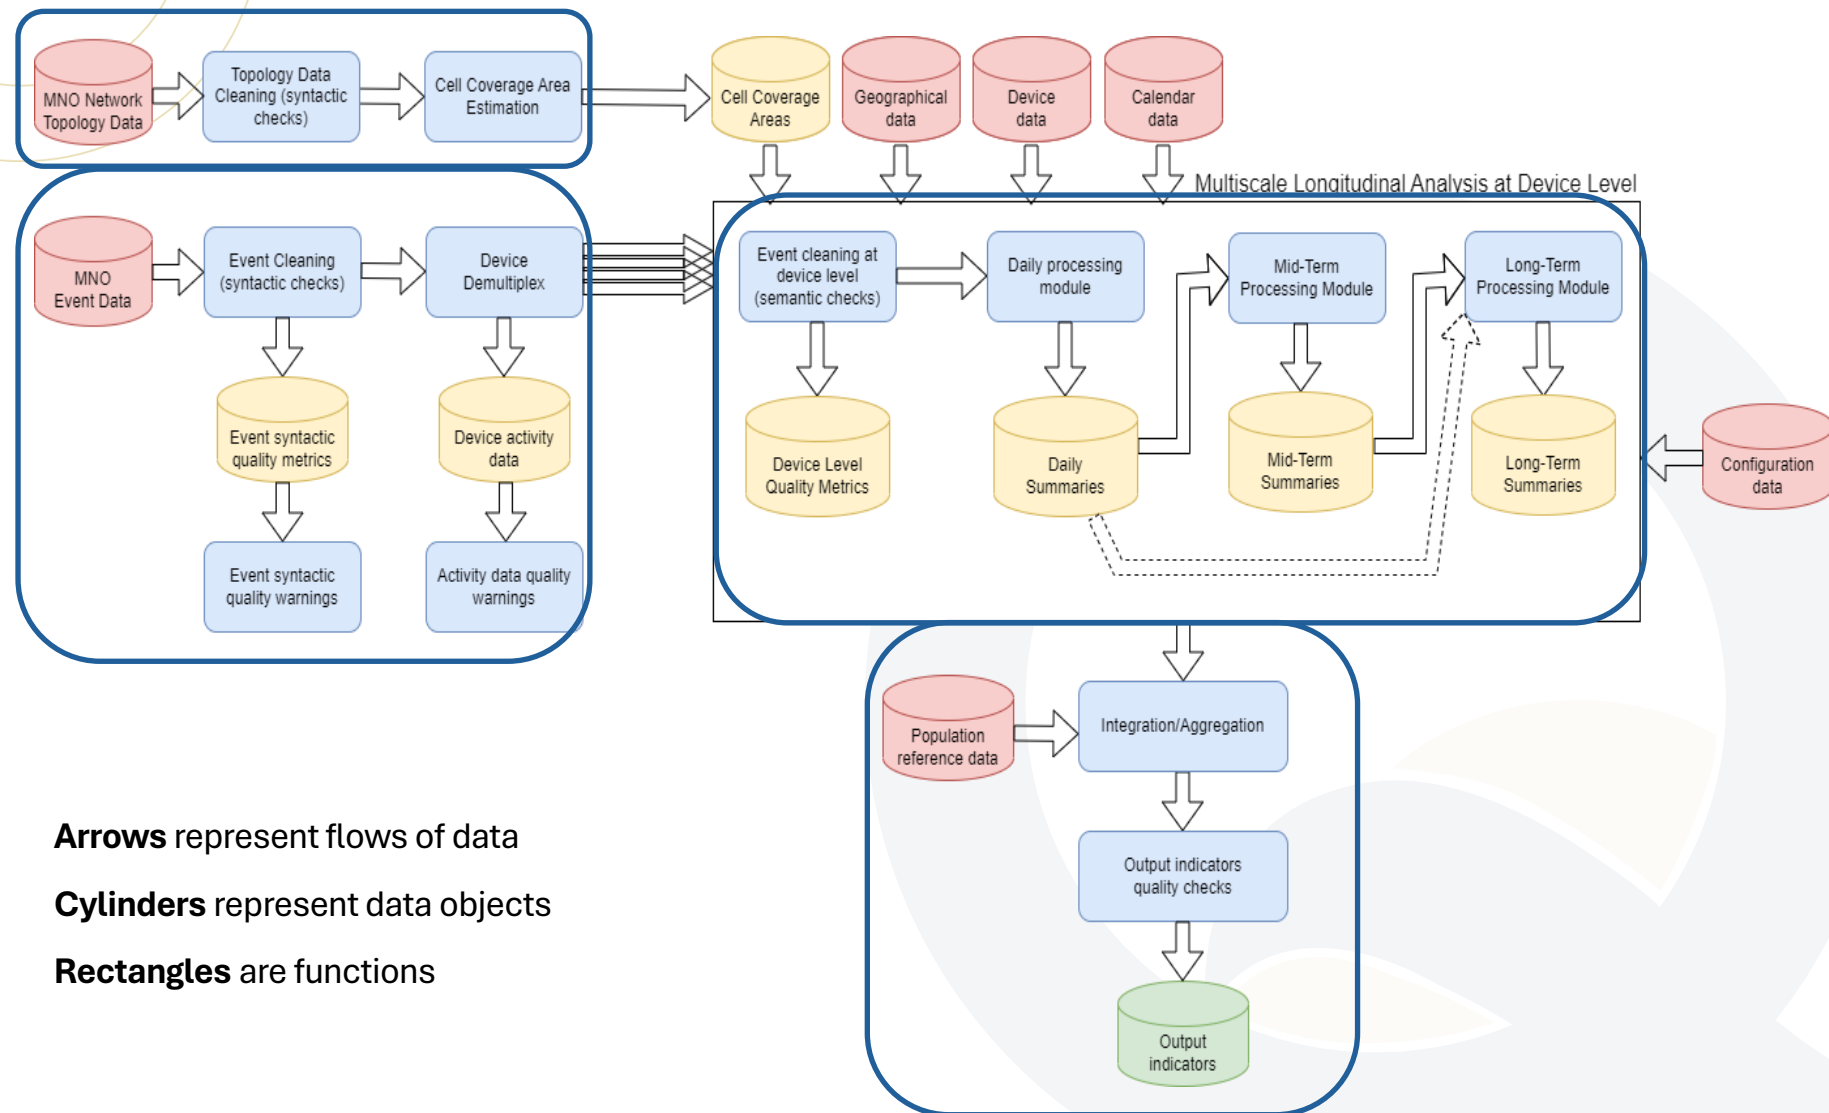 MNO Network
Topology Data
Topology Data
Cleaning (syntactic
checks)
Cell Coverage Area
Estimation
Cell Coverage
Areas
Geographical
data
Device
data
Calendar
data
Multiscale Longitudinal Analysis at Device Level
MNO
Event Data
Event Cleaning
(syntactic checks)
Device
Demultiplex
Event syntactic
quality metrics
Device activity
data
Event syntactic
quality warnings
Activity data quality
warnings
Event cleaning at
device level
(semantic checks)
Daily processing
module
Mid-Term
Processing Module
Long-Term
Processing Module
Device Level
Quality Metrics
Daily
Summaries
Mid-Term
Summaries
Long-Term
Summaries
Configuration
data
Population
reference data
Integration/Aggregation
Output indicators
quality checks
Output
indicators
Arrows represent flows of data
Cylinders represent data objects
Rectangles are functions